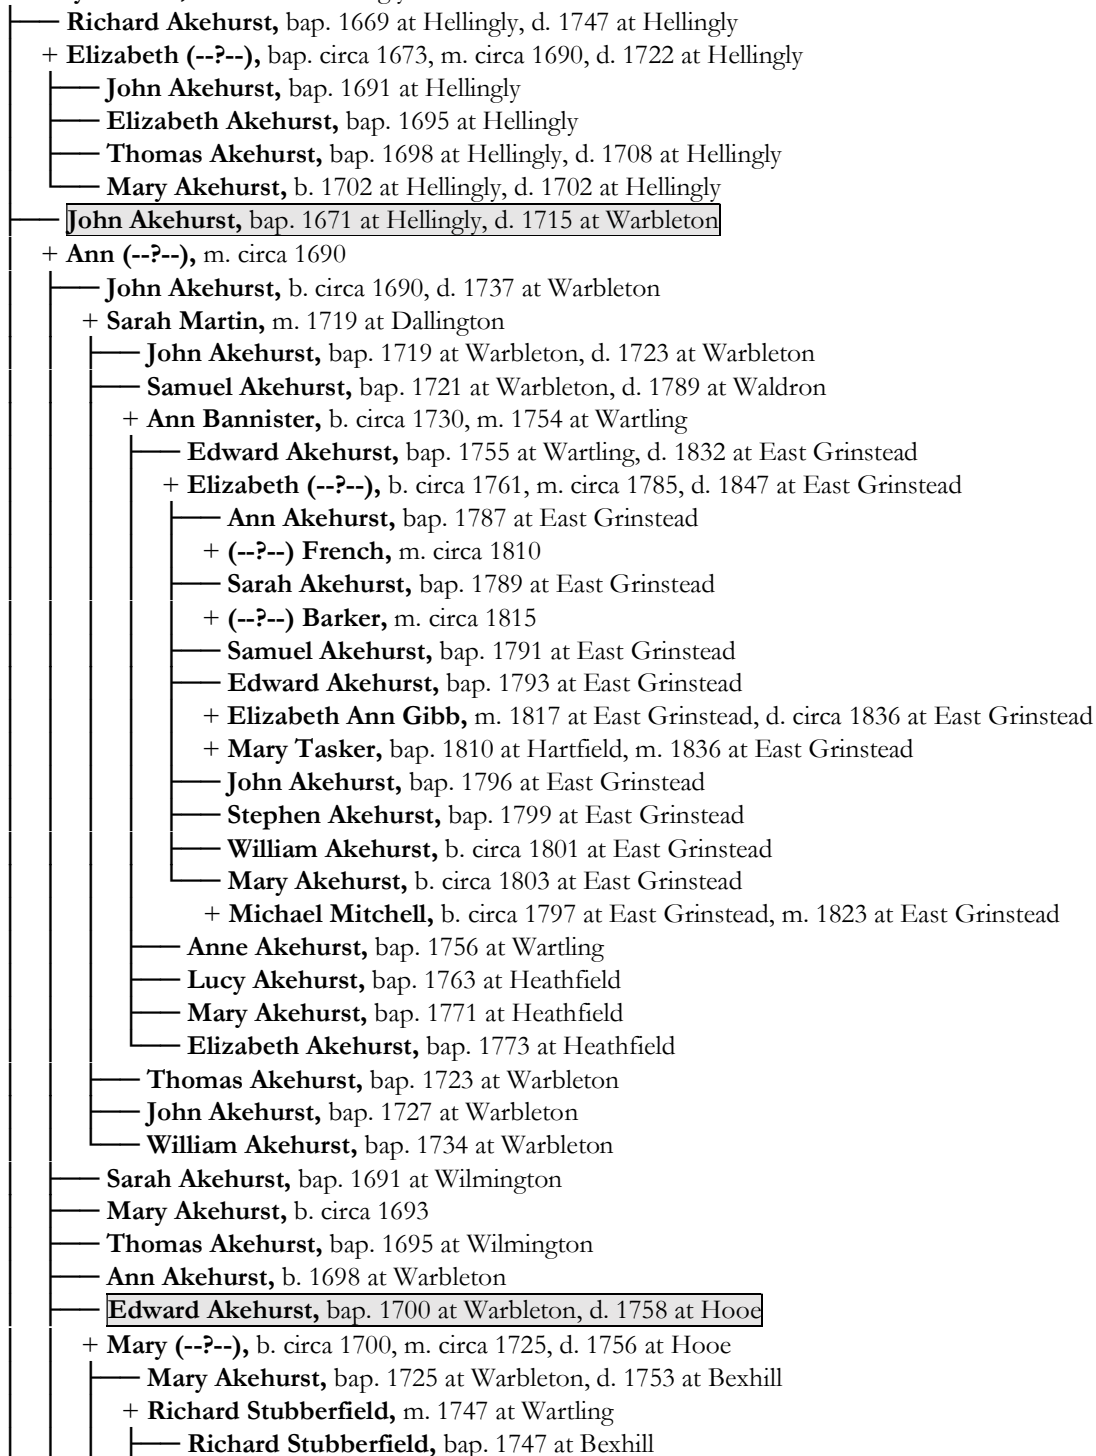 Richard Akehurst, bap. 1669 at Hellingly, d. 1747 at Hellingly
+ Elizabeth (--?--), bap. circa 1673, m. circa 1690, d. 1722 at Hellingly
John Akehurst, bap. 1691 at Hellingly
Elizabeth Akehurst, bap. 1695 at Hellingly
Thomas Akehurst, bap. 1698 at Hellingly, d. 1708 at Hellingly
Mary Akehurst, b. 1702 at Hellingly, d. 1702 at Hellingly
John Akehurst, bap. 1671 at Hellingly, d. 1715 at Warbleton
+ Ann (--?--), m. circa 1690
John Akehurst, b. circa 1690, d. 1737 at Warbleton
+ Sarah Martin, m. 1719 at Dallington
John Akehurst, bap. 1719 at Warbleton, d. 1723 at Warbleton
Samuel Akehurst, bap. 1721 at Warbleton, d. 1789 at Waldron
+ Ann Bannister, b. circa 1730, m. 1754 at Wartling
Edward Akehurst, bap. 1755 at Wartling, d. 1832 at East Grinstead
+ Elizabeth (--?--), b. circa 1761, m. circa 1785, d. 1847 at East Grinstead
Ann Akehurst, bap. 1787 at East Grinstead
+ (--?--) French, m. circa 1810
Sarah Akehurst, bap. 1789 at East Grinstead
+ (--?--) Barker, m. circa 1815
Samuel Akehurst, bap. 1791 at East Grinstead
Edward Akehurst, bap. 1793 at East Grinstead
+ Elizabeth Ann Gibb, m. 1817 at East Grinstead, d. circa 1836 at East Grinstead
+ Mary Tasker, bap. 1810 at Hartfield, m. 1836 at East Grinstead
John Akehurst, bap. 1796 at East Grinstead
Stephen Akehurst, bap. 1799 at East Grinstead
William Akehurst, b. circa 1801 at East Grinstead
Mary Akehurst, b. circa 1803 at East Grinstead
+ Michael Mitchell, b. circa 1797 at East Grinstead, m. 1823 at East Grinstead
Anne Akehurst, bap. 1756 at Wartling
Lucy Akehurst, bap. 1763 at Heathfield
Mary Akehurst, bap. 1771 at Heathfield
Elizabeth Akehurst, bap. 1773 at Heathfield
Thomas Akehurst, bap. 1723 at Warbleton
John Akehurst, bap. 1727 at Warbleton
William Akehurst, bap. 1734 at Warbleton
Sarah Akehurst, bap. 1691 at Wilmington
Mary Akehurst, b. circa 1693
Thomas Akehurst, bap. 1695 at Wilmington
Ann Akehurst, b. 1698 at Warbleton
Edward Akehurst, bap. 1700 at Warbleton, d. 1758 at Hooe
+ Mary (--?--), b. circa 1700, m. circa 1725, d. 1756 at Hooe
Mary Akehurst, bap. 1725 at Warbleton, d. 1753 at Bexhill
+ Richard Stubberfield, m. 1747 at Wartling
Richard Stubberfield, bap. 1747 at Bexhill